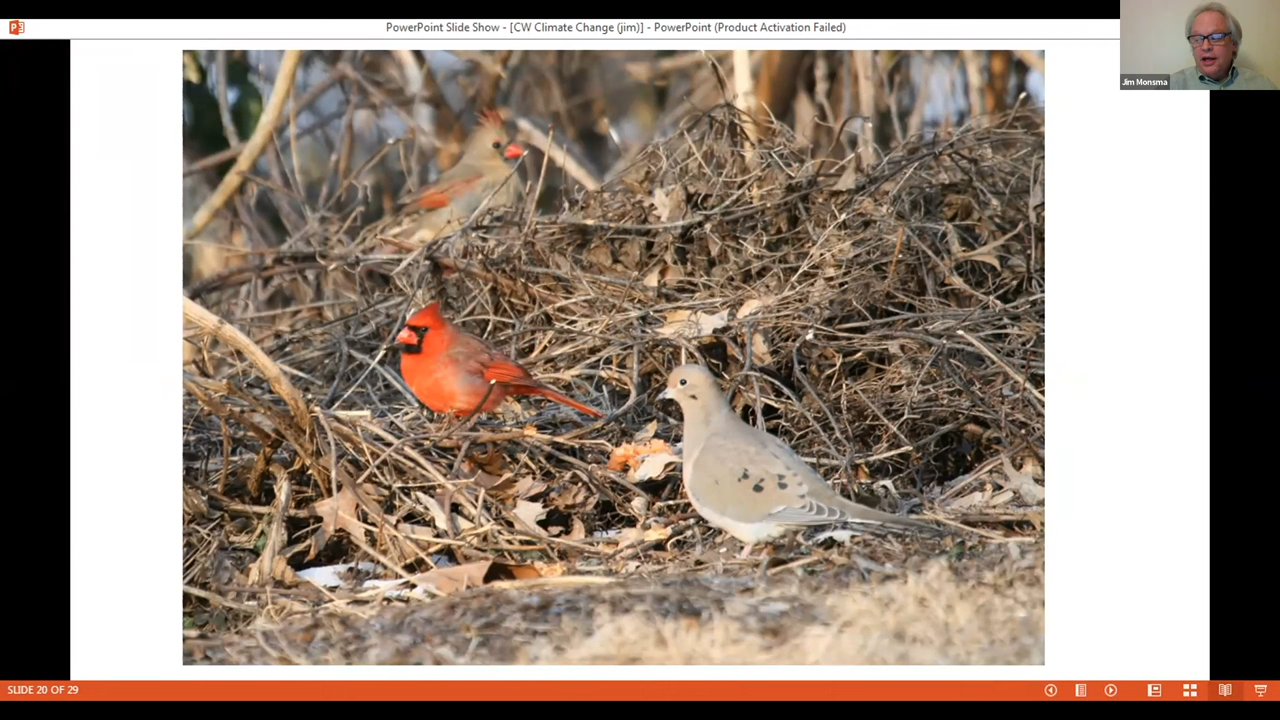 PowerPoint Slide Show - [CW Climate Change (jim)] - PowerPoint (Product Activation Failed)
Jim Monsma
SLIDE 20 OF 29